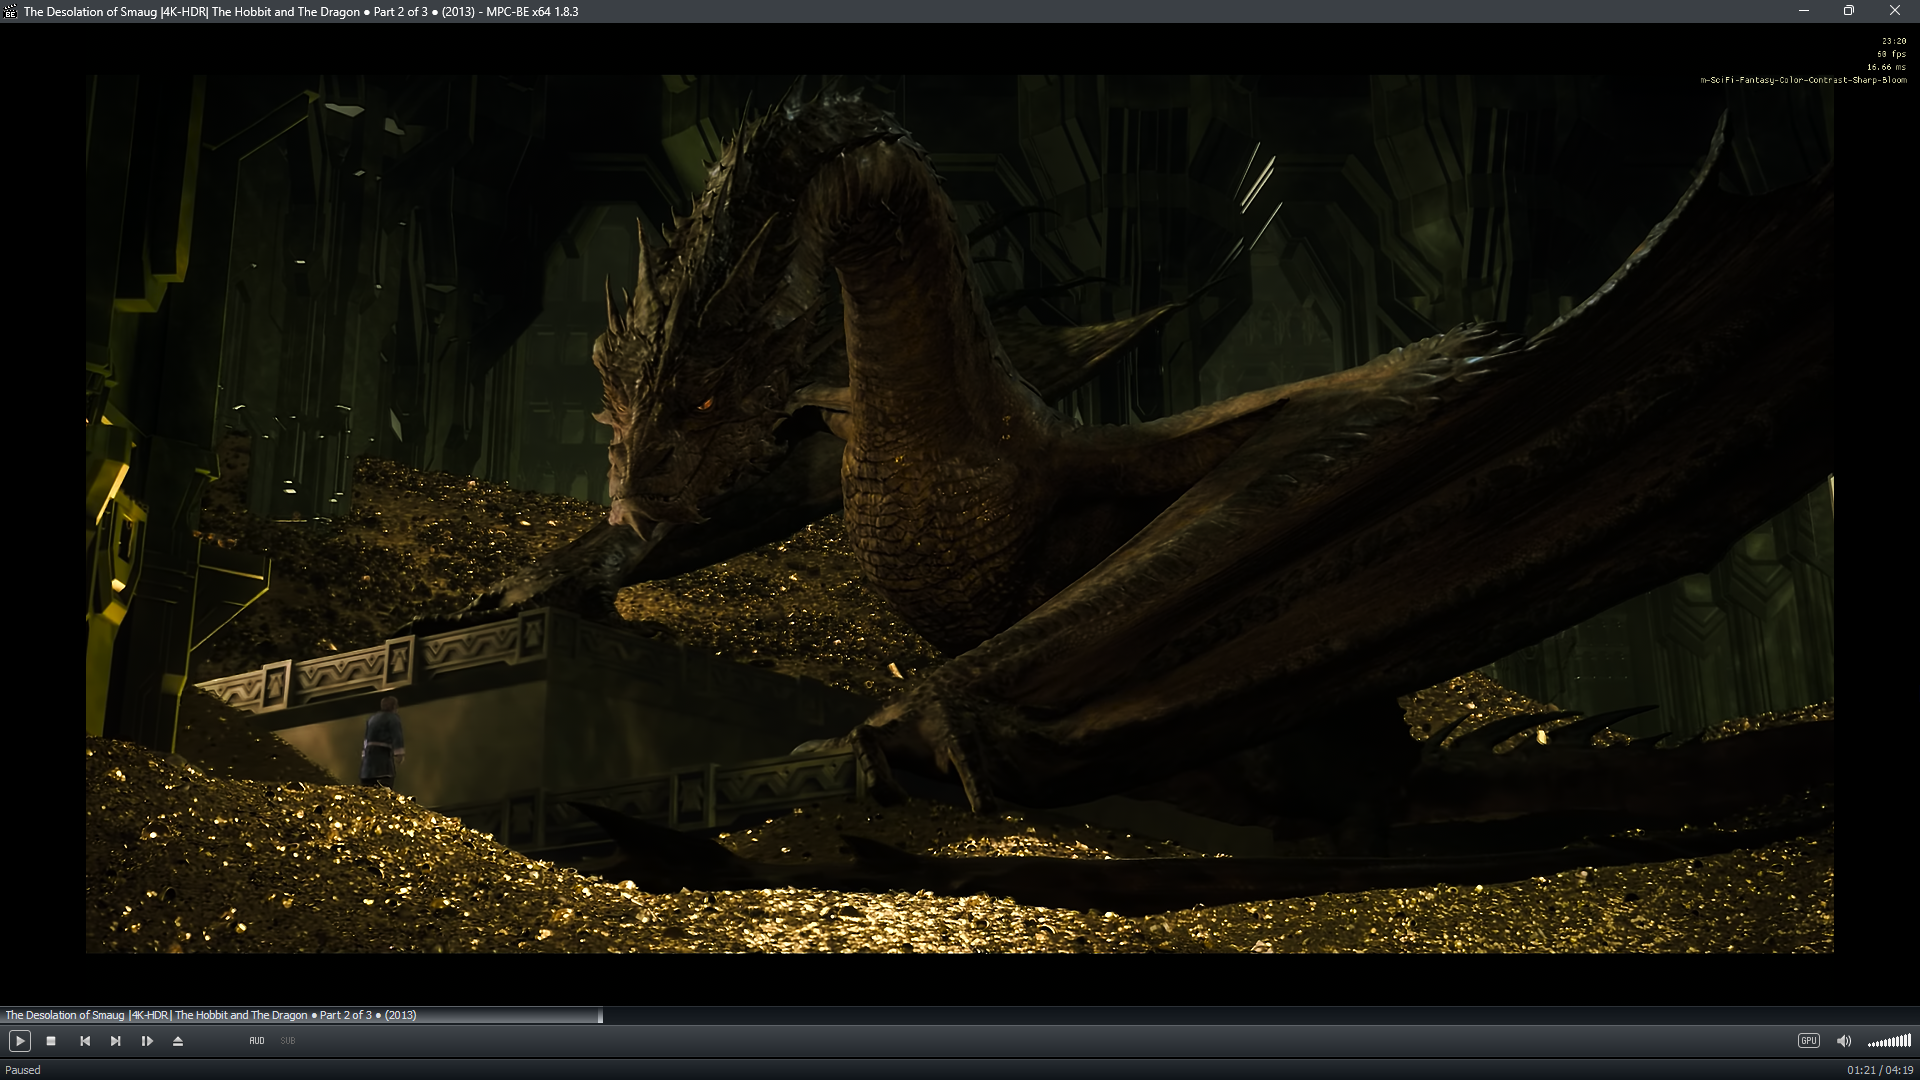 The Desolation of Smaug |4K-HDR| The Hobbit and The Dragon ● Part 2 of 3 ● (2013) - MPC-BE x64 1.8.3
23:20
60 fps
16.66 ms
m-SciFi-Fantasy-Color-Contrast-Sharp-Bloom
The Desolation of Smaug |4K-HDR| The Hobbit and The Dragon ● Part 2 of 3 ● (2013)
AUD SUB GPU
Paused 01:21 / 04:19